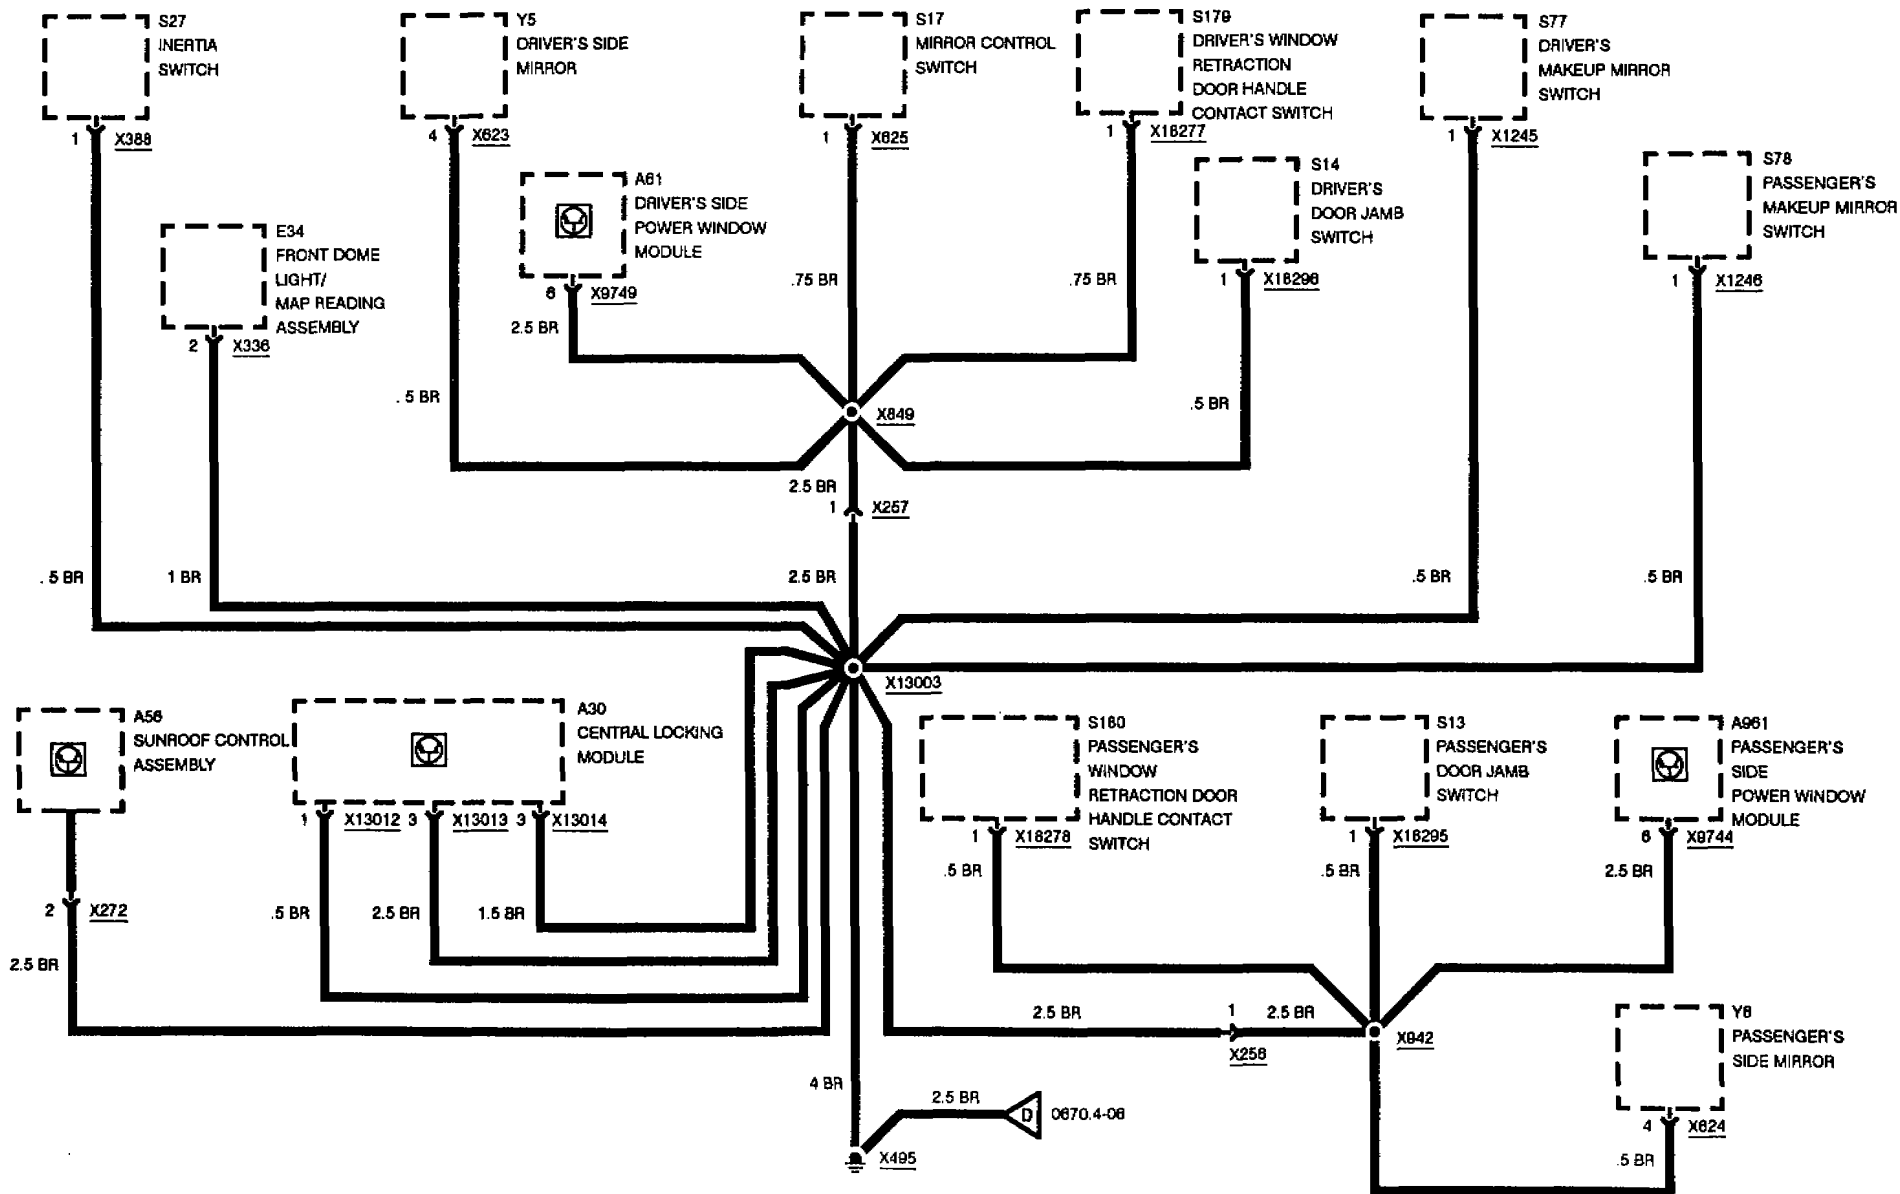 S27
INERTIA
SWITCH
1
X388
Y5
DRIVER'S SIDE
MIRROR
4
X623
S17
MIRROR CONTROL
SWITCH
1
X625
S179
DRIVER'S WINDOW
RETRACTION
DOOR HANDLE
CONTACT SWITCH
1
X16277
S77
DRIVER'S
MAKEUP MIRROR
SWITCH
1
X1245
S78
PASSENGER'S
MAKEUP MIRROR
SWITCH
1
X1246
S14
DRIVER'S
DOOR JAMB
SWITCH
1
X16296
A61
DRIVER'S SIDE
POWER WINDOW
MODULE
6
X9749
2.5 BR
E34
FRONT DOME
LIGHT/
MAP READING
ASSEMBLY
2
X336
.75 BR
.75 BR
.5 BR
.5 BR
X849
2.5 BR
1
X257
.5 BR
1 BR
2.5 BR
.5 BR
.5 BR
X13003
A56
SUNROOF CONTROL
ASSEMBLY
2
X272
2.5 BR
A30
CENTRAL LOCKING
MODULE
1
X13012
3
X13013
3
X13014
.5 BR
2.5 BR
1.5 BR
S180
PASSENGER'S
WINDOW
RETRACTION DOOR
HANDLE CONTACT
SWITCH
1
X16278
.5 BR
S13
PASSENGER'S
DOOR JAMB
SWITCH
1
X16295
.5 BR
A961
PASSENGER'S
SIDE
POWER WINDOW
MODULE
6
X9744
2.5 BR
2.5 BR
1
X256
2.5 BR
X942
Y6
PASSENGER'S
SIDE MIRROR
4
X624
.5 BR
4 BR
2.5 BR
D
0670.4-06
X495